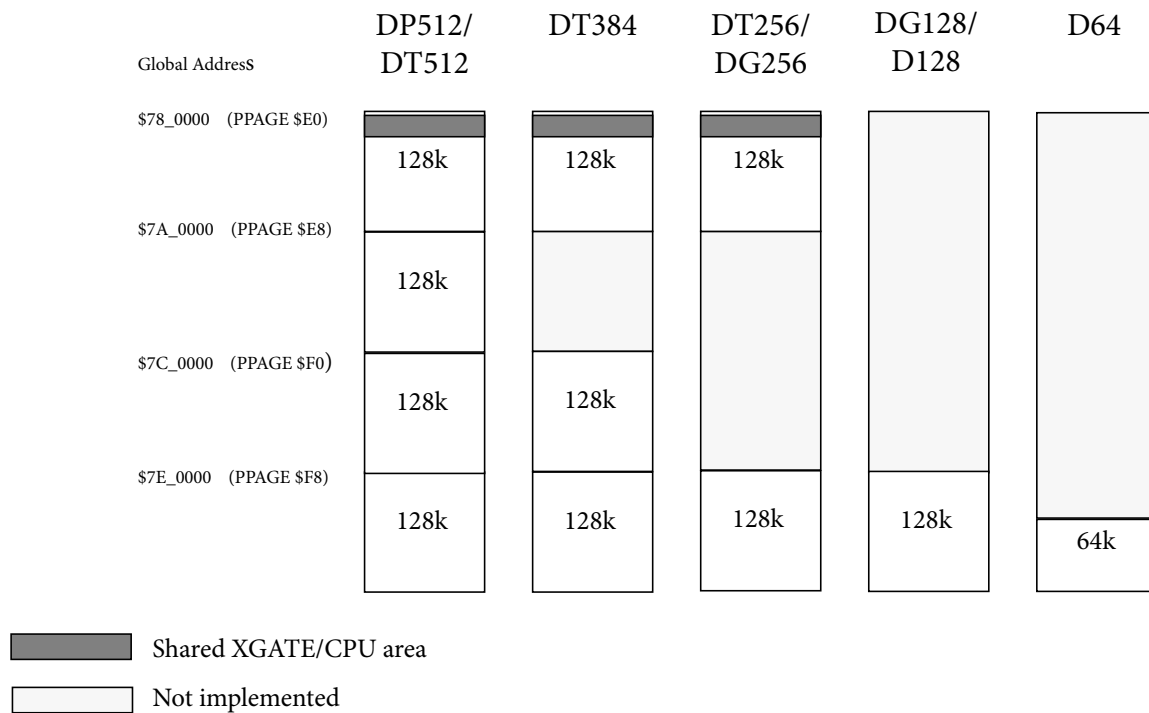 DP512/ DT384 DT256/ DG128/ D64
DT512 DG256 D128
Global Address
$78_0000 (PPAGE $E0)
128k 128k 128k
$7A_0000 (PPAGE $E8)
128k
$7C_0000 (PPAGE $F0)
128k 128k
$7E_0000 (PPAGE $F8)
128k 128k 128k 128k
64k
Shared XGATE/CPU area
Not implemented